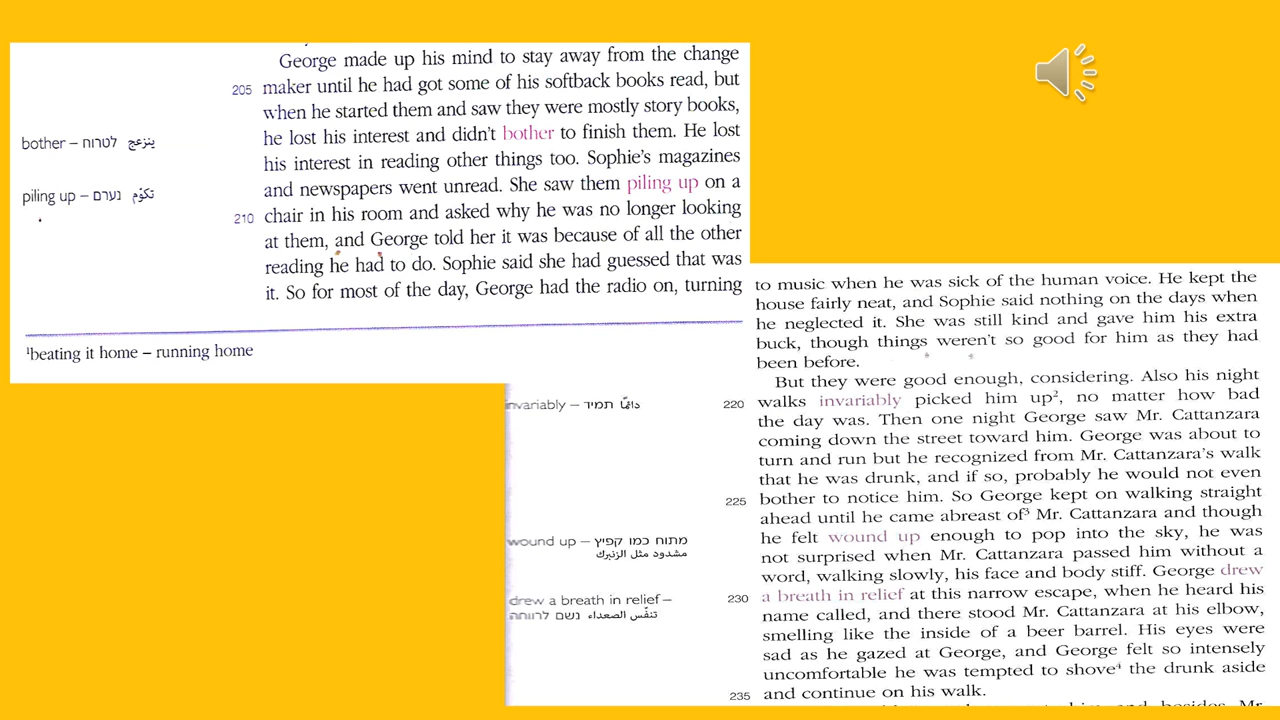 George made up his mind to stay away from the change
205 maker until he had got some of his softback books read, but
when he started them and saw they were mostly story books,
he lost his interest and didn't bother to finish them. He lost
bother – לטרוח ينزعج
his interest in reading other things too. Sophie's magazines
and newspapers went unread. She saw them piling up on a
piling up – נערם تكوّم
210 chair in his room and asked why he was no longer looking
at them, and George told her it was because of all the other
reading he had to do. Sophie said she had guessed that was
it. So for most of the day, George had the radio on, turning
¹beating it home – running home
to music when he was sick of the human voice. He kept the
house fairly neat, and Sophie said nothing on the days when
he neglected it. She was still kind and gave him his extra
buck, though things weren't so good for him as they had
been before.
But they were good enough, considering. Also his night
invariably – תמיד دائمًا
220 walks invariably picked him up², no matter how bad
the day was. Then one night George saw Mr. Cattanzara
coming down the street toward him. George was about to
turn and run but he recognized from Mr. Cattanzara's walk
that he was drunk, and if so, probably he would not even
225 bother to notice him. So George kept on walking straight
ahead until he came abreast of³ Mr. Cattanzara and though
he felt wound up enough to pop into the sky, he was
wound up – מתוח כמו קפיץ
مشدود مثل الزنبرك
not surprised when Mr. Cattanzara passed him without a
word, walking slowly, his face and body stiff. George drew
230 a breath in relief at this narrow escape, when he heard his
drew a breath in relief –
נשם לרווחה تنفّس الصعداء
name called, and there stood Mr. Cattanzara at his elbow,
smelling like the inside of a beer barrel. His eyes were
sad as he gazed at George, and George felt so intensely
uncomfortable he was tempted to shove⁴ the drunk aside
235 and continue on his walk.